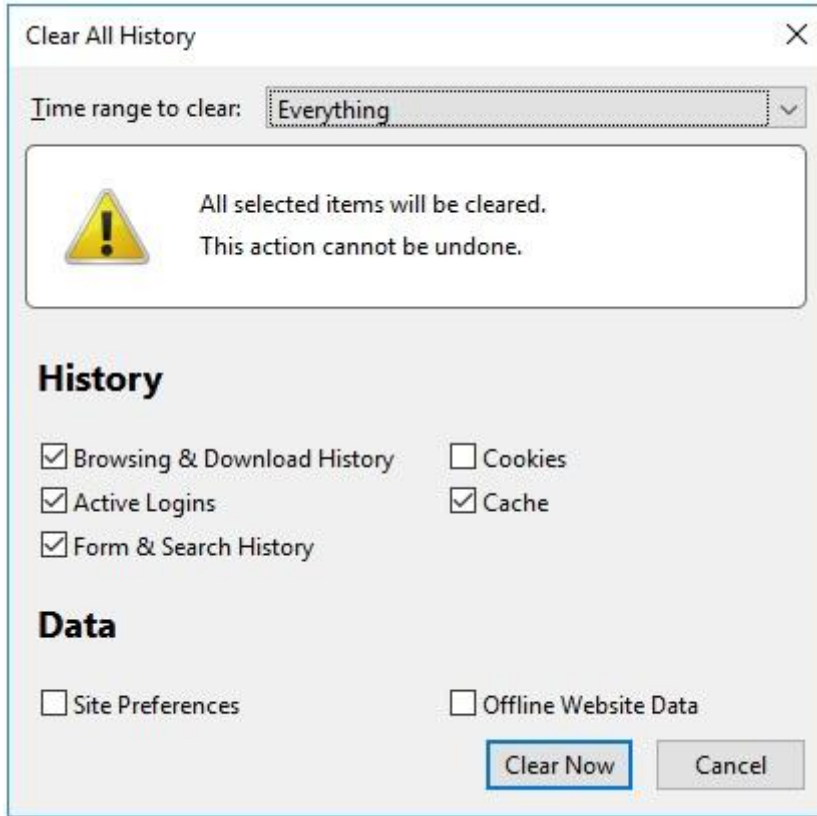 Clear All History
Time range to clear: Everything
All selected items will be cleared.
This action cannot be undone.
History
Browsing & Download History Cookies
Active Logins Cache
Form & Search History
Data
Site Preferences Offline Website Data
Clear Now Cancel